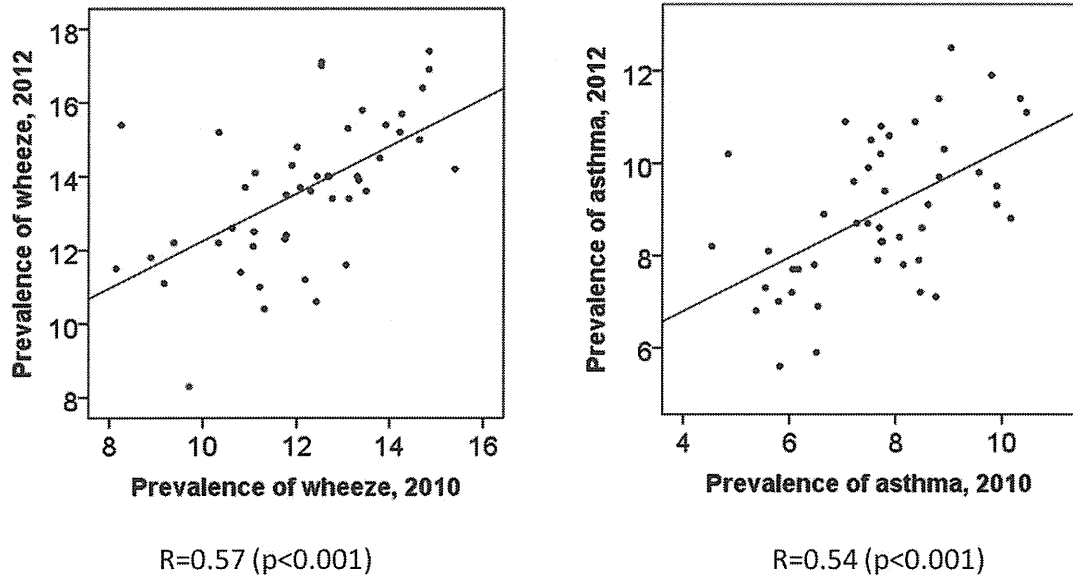 Prevalence of wheeze, 2012
18
16
14
12
10
8
8 10 12 14 16
Prevalence of wheeze, 2010
R=0.57 (p<0.001)
Prevalence of asthma, 2012
12
10
8
6
4 6 8 10
Prevalence of asthma, 2010
R=0.54 (p<0.001)